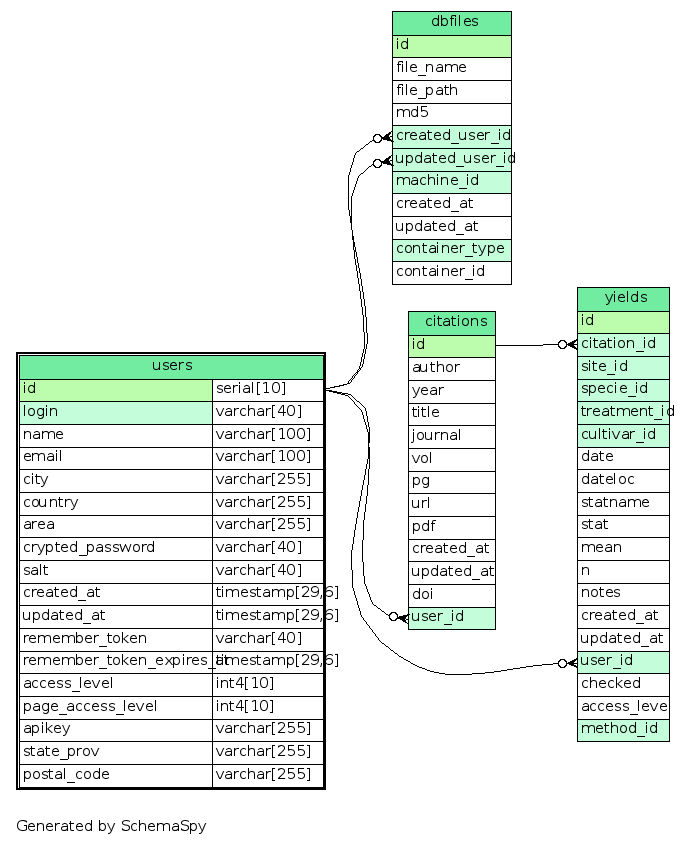 dbfiles
id
file_name
file_path
md5
created_user_id
updated_user_id
machine_id
created_at
updated_at
container_type
container_id
citations
id
author
year
title
journal
vol
pg
url
pdf
created_at
updated_at
doi
user_id
yields
id
citation_id
site_id
specie_id
treatment_id
cultivar_id
date
dateloc
statname
stat
mean
n
notes
created_at
updated_at
user_id
checked
access_leve
method_id
users
id serial[10]
login varchar[40]
name varchar[100]
email varchar[100]
city varchar[255]
country varchar[255]
area varchar[255]
crypted_password varchar[40]
salt varchar[40]
created_at timestamp[29,6]
updated_at timestamp[29,6]
remember_token varchar[40]
remember_token_expires_at timestamp[29,6]
access_level int4[10]
page_access_level int4[10]
apikey varchar[255]
state_prov varchar[255]
postal_code varchar[255]
Generated by SchemaSpy